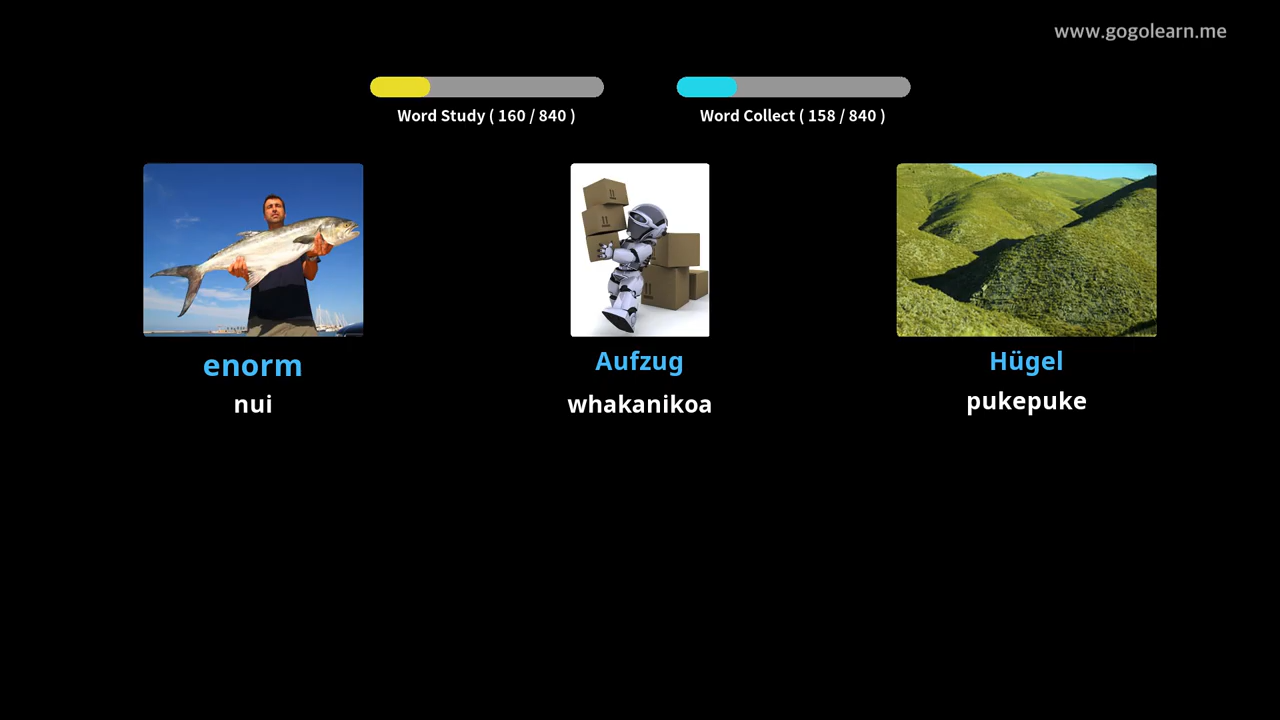 www.gogolearn.me
Word Study ( 160 / 840 )
Word Collect ( 158 / 840 )
enorm
nui
Aufzug
whakanikoa
Hügel
pukepuke